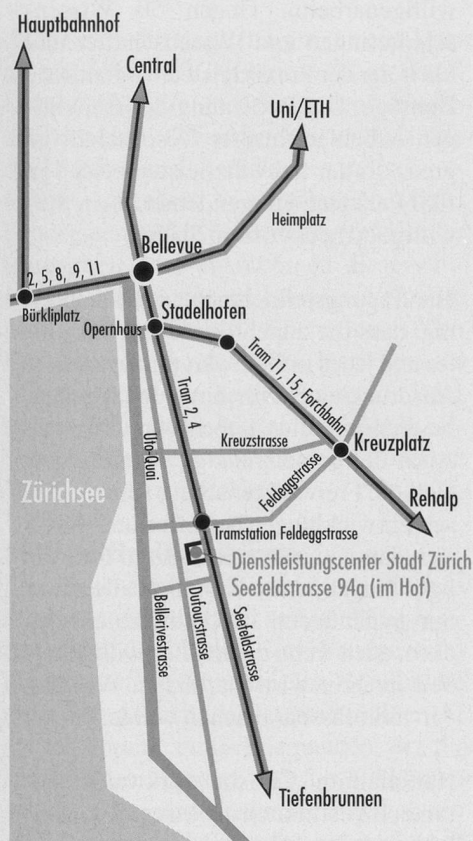 Hauptbahnhof
Central
Uni/ETH
Heimplatz
Bellevue
2, 5, 8, 9, 11
Bürkliplatz
Stadelhofen
Opernhaus
Tram 11, 15, Forchbahn
Tram 2, 4
Uto-Quai
Kreuzstrasse
Kreuzplatz
Feldeggstrasse
Zürichsee
Rehalp
Tramstation Feldeggstrasse
Dienstleistungscenter Stadt Zürich
Seefeldstrasse 94a (im Hof)
Bellerivestrasse
Dufourstrasse
Seefeldstrasse
Tiefenbrunnen